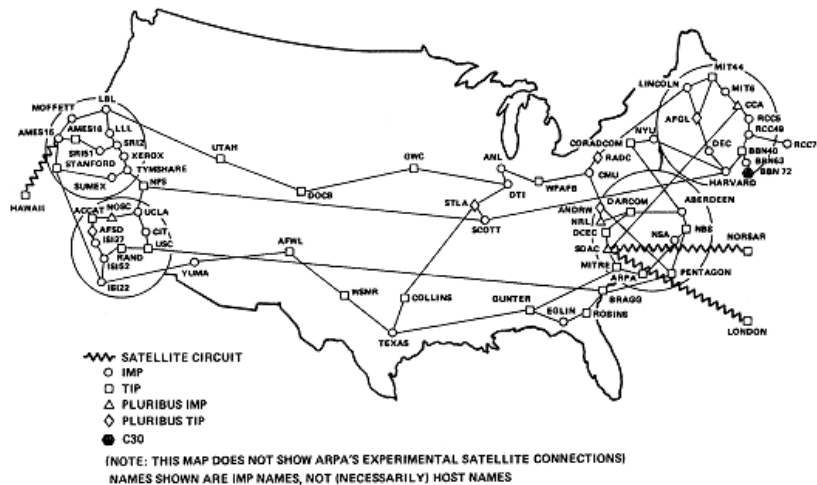 MIT44
LINCOLN
MIT6
CCA
RCC5
RCC49
RCC7
AFGL
DEC
BBN40
BBN63
BBN 72
HARVARD
NYU
CORADCOM
RADC
CMU
WPAFB
ANL
DTI
GWC
STLA
SCOTT
UTAH
DOCB
MOFFETT
LBL
AMES15
AMES16
LLL
SRI2
SRI51
XEROX
STANFORD
TYMSHARE
SUMEX
NPS
HAWAII
ACCAT
NOSC
UCLA
AFSD
CIT
ISI27
RAND
USC
ISI52
ISI22
YUMA
AFWL
WSMR
COLLINS
TEXAS
GUNTER
EGLIN
ROBINS
BRAGG
ANDRW
DARCOM
ABERDEEN
NRL
DCEC
NSA
NBS
SDAC
NORSAR
MITRE
ARPA
PENTAGON
LONDON
SATELLITE CIRCUIT
IMP
TIP
PLURIBUS IMP
PLURIBUS TIP
C30
(NOTE: THIS MAP DOES NOT SHOW ARPA'S EXPERIMENTAL SATELLITE CONNECTIONS)
NAMES SHOWN ARE IMP NAMES, NOT (NECESSARILY) HOST NAMES